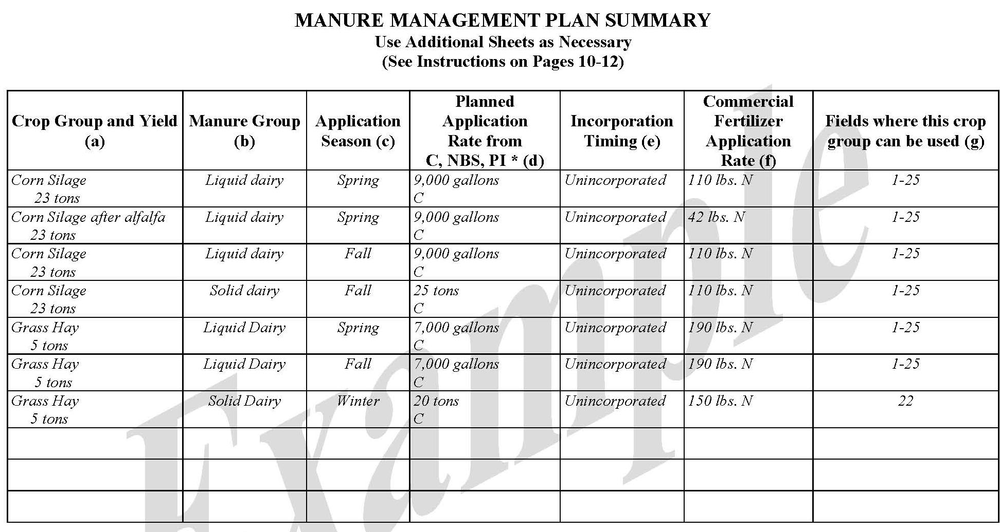 MANURE MANAGEMENT PLAN SUMMARY
Use Additional Sheets as Necessary
(See Instructions on Pages 10-12)
Crop Group and Yield (a)
Manure Group (b)
Application Season (c)
Planned Application Rate from C, NBS, PI * (d)
Incorporation Timing (e)
Commercial Fertilizer Application Rate (f)
Fields where this crop group can be used (g)
Corn Silage Liquid dairy Spring 9,000 gallons Unincorporated 110 lbs. N 1-25
23 tons C
Corn Silage after alfalfa Liquid dairy Spring 9,000 gallons Unincorporated 42 lbs. N 1-25
23 tons C
Corn Silage Liquid dairy Fall 9,000 gallons Unincorporated 110 lbs. N 1-25
23 tons C
Corn Silage Solid dairy Fall 25 tons Unincorporated 110 lbs. N 1-25
23 tons C
Grass Hay Liquid Dairy Spring 7,000 gallons Unincorporated 190 lbs. N 1-25
5 tons C
Grass Hay Liquid Dairy Fall 7,000 gallons Unincorporated 190 lbs. N 1-25
5 tons C
Grass Hay Solid Dairy Winter 20 tons Unincorporated 150 lbs. N 22
5 tons C
Example